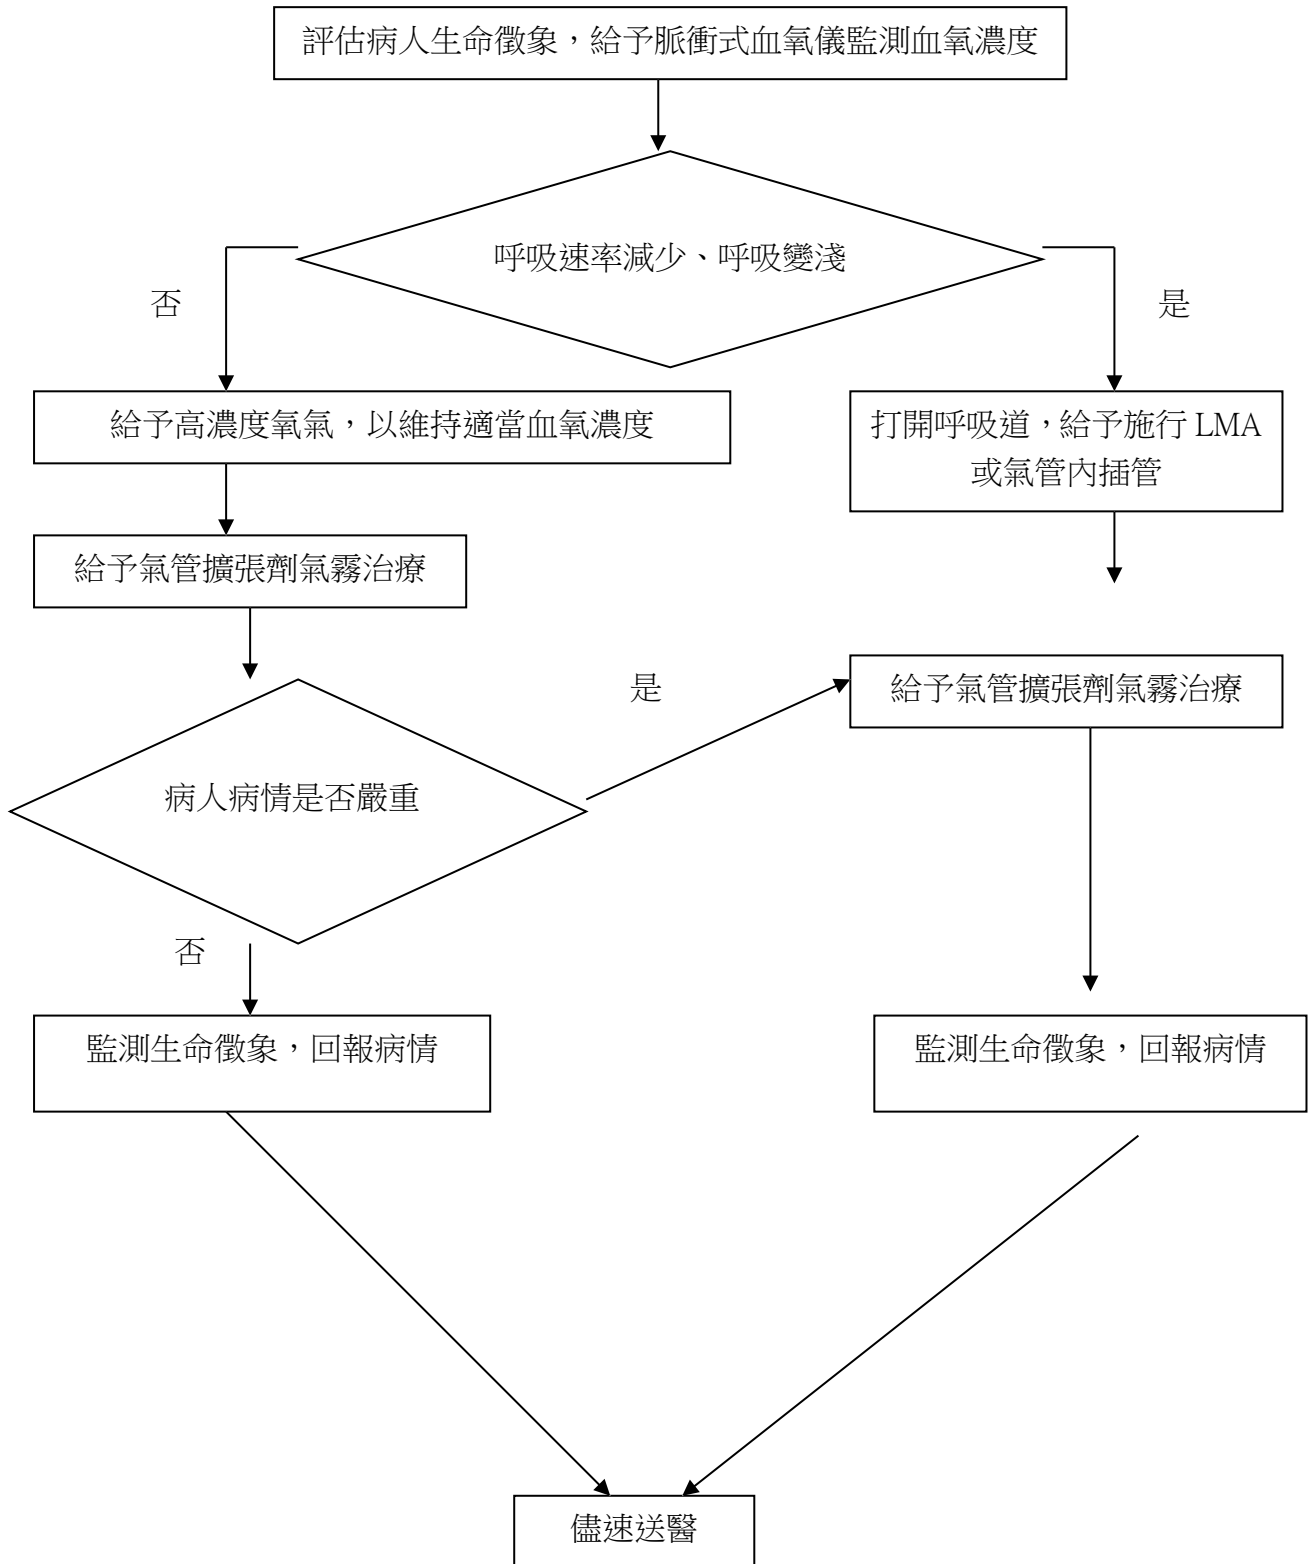 評估病人生命徵象，給予脈衝式血氧儀監測血氧濃度
呼吸速率減少、呼吸變淺
否
是
給予高濃度氧氣，以維持適當血氧濃度
打開呼吸道，給予施行 LMA
或氣管內插管
給予氣管擴張劑氣霧治療
是
給予氣管擴張劑氣霧治療
病人病情是否嚴重
否
監測生命徵象，回報病情
監測生命徵象，回報病情
儘速送醫